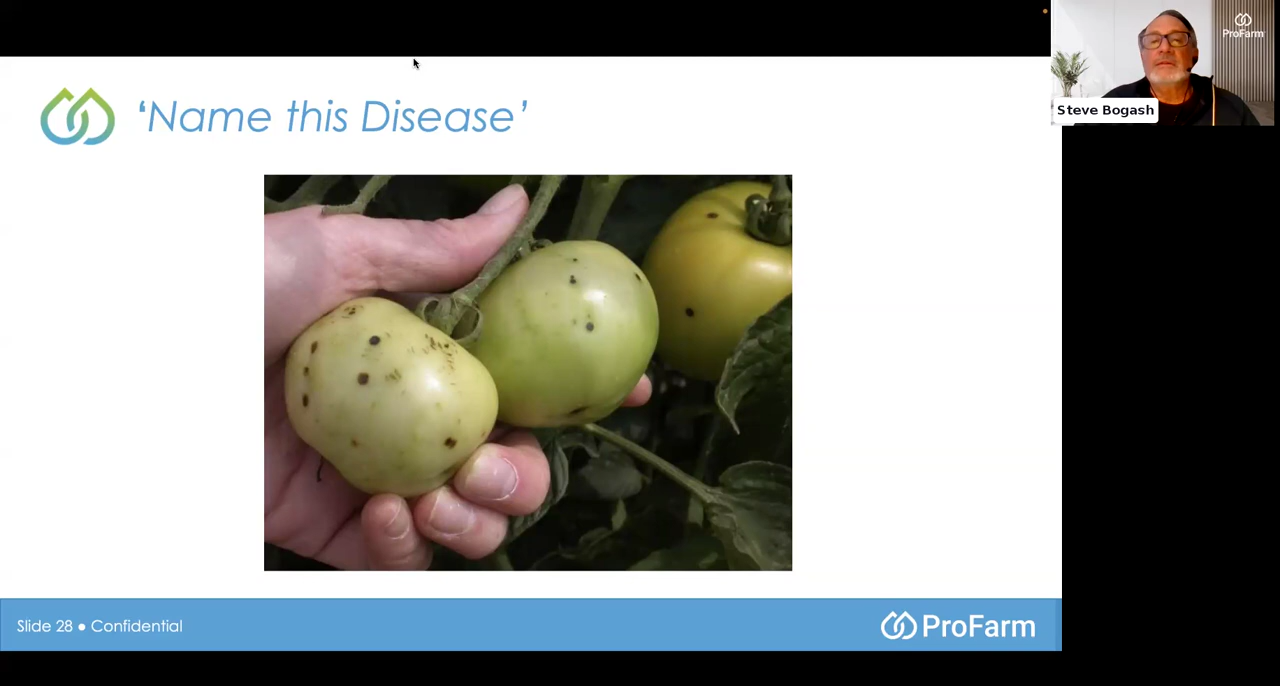 ProFarm
Steve Bogash
‘Name this Disease’
Slide 28 ● Confidential
ProFarm